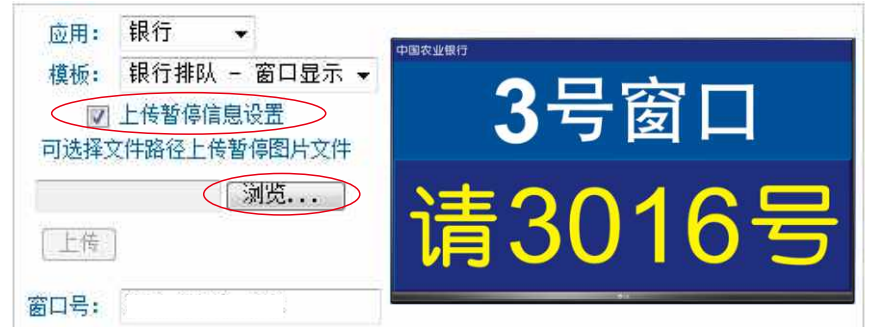 应用： 银行
模板： 银行排队 - 窗口显示
上传暂停信息设置
可选择文件路径上传暂停图片文件
浏览...
上传
窗口号：
中国农业银行
3号窗口
请3016号